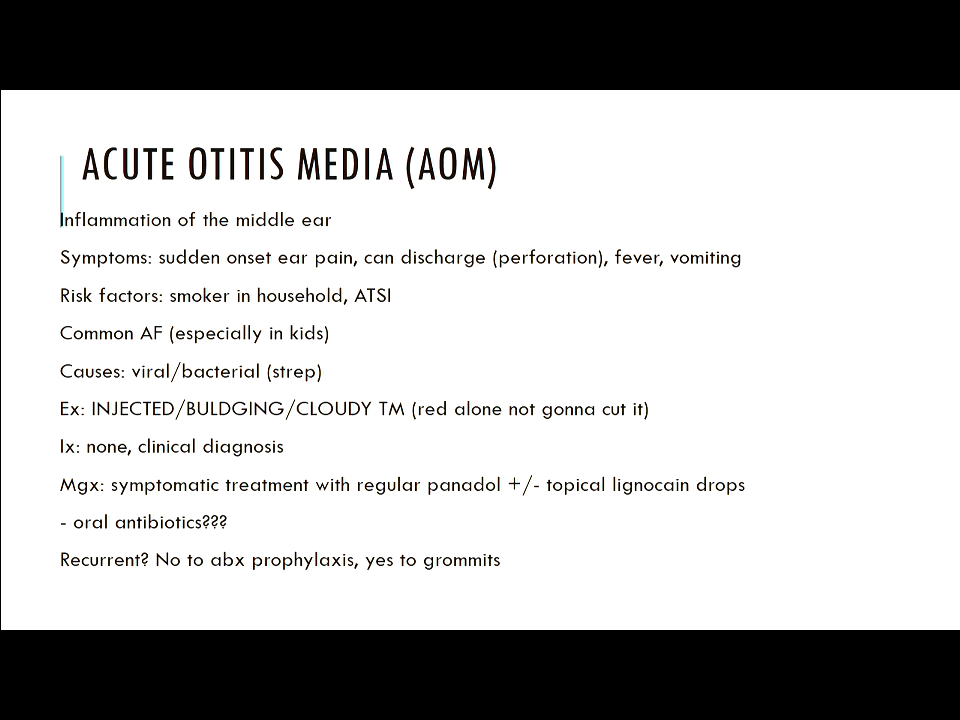 ACUTE OTITIS MEDIA (AOM)
Inflammation of the middle ear
Symptoms: sudden onset ear pain, can discharge (perforation), fever, vomiting
Risk factors: smoker in household, ATSI
Common AF (especially in kids)
Causes: viral/bacterial (strep)
Ex: INJECTED/BULDGING/CLOUDY TM (red alone not gonna cut it)
Ix: none, clinical diagnosis
Mgx: symptomatic treatment with regular panadol +/- topical lignocain drops
- oral antibiotics???
Recurrent? No to abx prophylaxis, yes to grommits